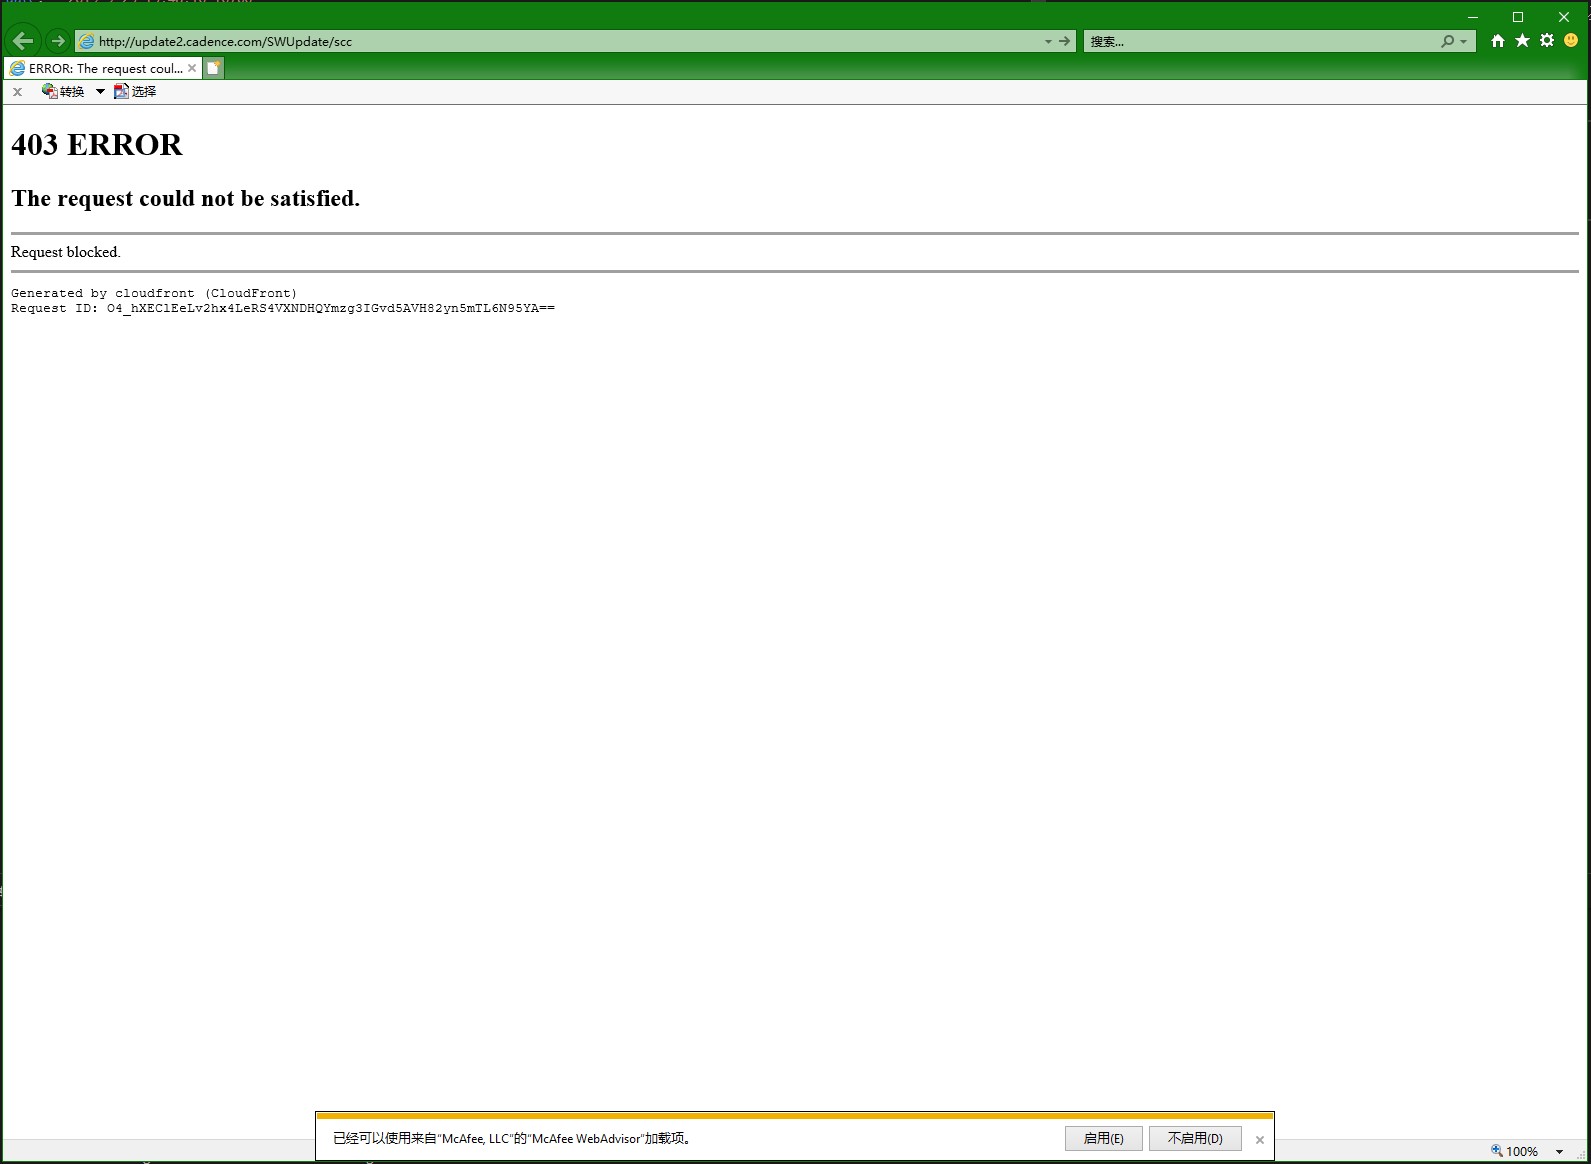 http://update2.cadence.com/SWUpdate/scc
搜索...
ERROR: The request coul...
转换
选择
403 ERROR
The request could not be satisfied.
Request blocked.
Generated by cloudfront (CloudFront)
Request ID: O4_hXEClEeLv2hx4LeRS4VXNDHQYmzg3IGvd5AVH82yn5mTL6N95YA==
已经可以使用来自"McAfee, LLC"的"McAfee WebAdvisor"加载项。
启用(E)
不启用(D)
100%